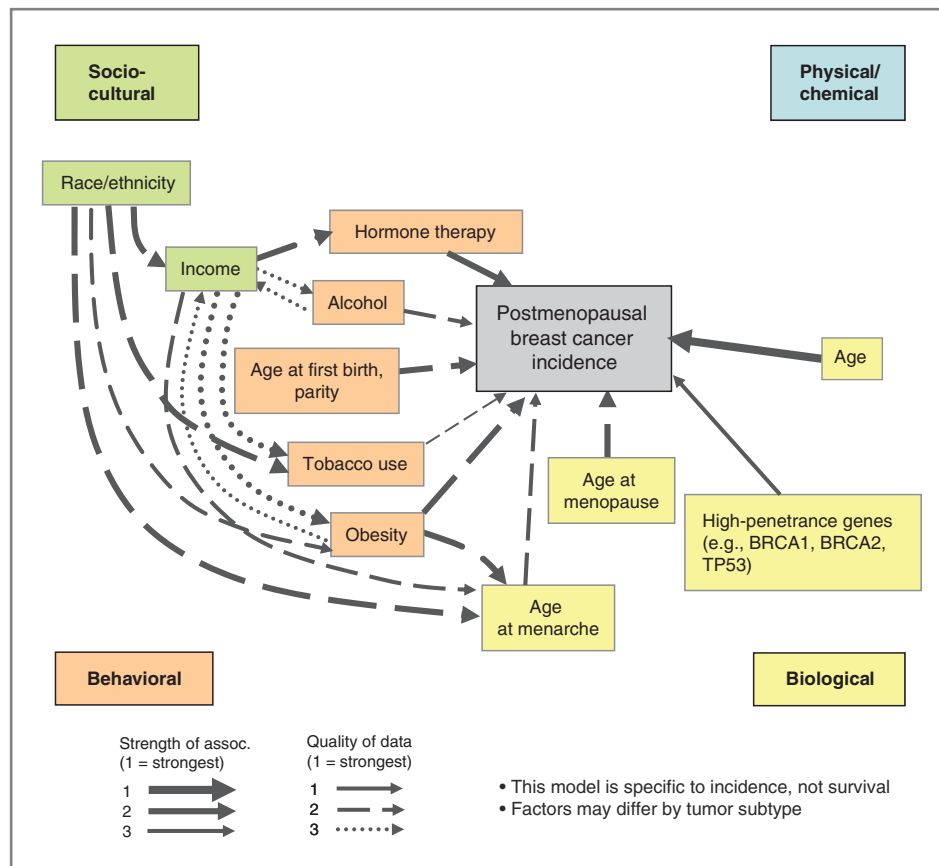 Socio-
cultural
Physical/
chemical
Race/ethnicity
Hormone therapy
Income
Alcohol
Postmenopausal
breast cancer
incidence
Age
Age at first birth,
parity
Tobacco use
Age at
menopause
High-penetrance genes
(e.g., BRCA1, BRCA2,
TP53)
Obesity
Age
at menarche
Behavioral
Biological
Strength of assoc.
(1 = strongest)
1
2
3
Quality of data
(1 = strongest)
1
2
3
• This model is specific to incidence, not survival
• Factors may differ by tumor subtype